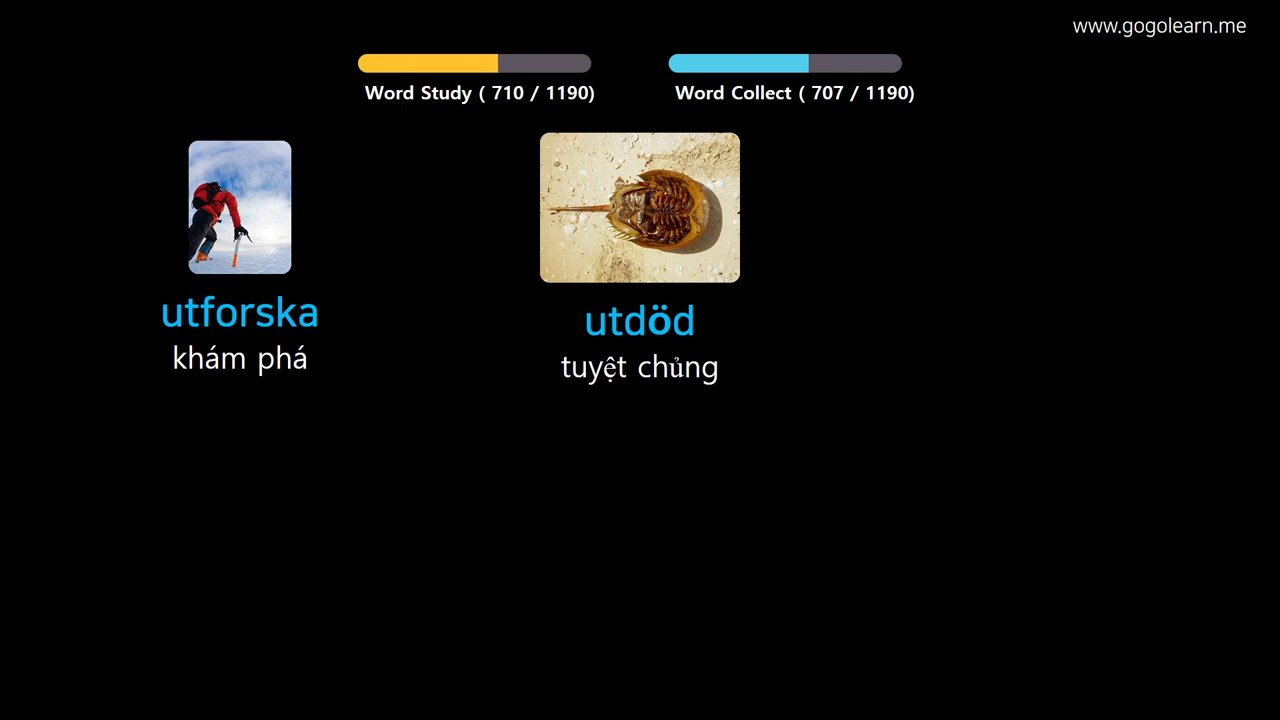 www.gogolearn.me
Word Study ( 710 / 1190)
Word Collect ( 707 / 1190)
utforska
khám phá
utdöd
tuyệt chủng